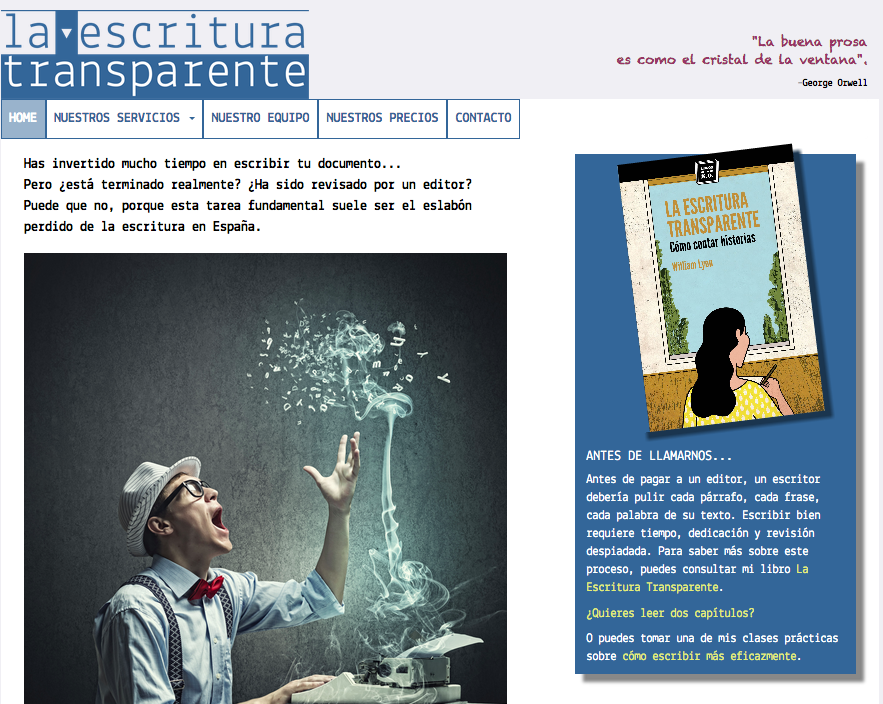 la escritura
transparente
"La buena prosa
es como el cristal de la ventana".
-George Orwell
HOME
NUESTROS SERVICIOS
NUESTRO EQUIPO
NUESTROS PRECIOS
CONTACTO
Has invertido mucho tiempo en escribir tu documento...
Pero ¿está terminado realmente? ¿Ha sido revisado por un editor?
Puede que no, porque esta tarea fundamental suele ser el eslabón
perdido de la escritura en España.
LA ESCRITURA
TRANSPARENTE
Cómo contar historias
William Lyon
ANTES DE LLAMARNOS...
Antes de pagar a un editor, un escritor
debería pulir cada párrafo, cada frase,
cada palabra de su texto. Escribir bien
requiere tiempo, dedicación y revisión
despiadada. Para saber más sobre este
proceso, puedes consultar mi libro La
Escritura Transparente.
¿Quieres leer dos capítulos?
O puedes tomar una de mis clases prácticas
sobre cómo escribir más eficazmente.